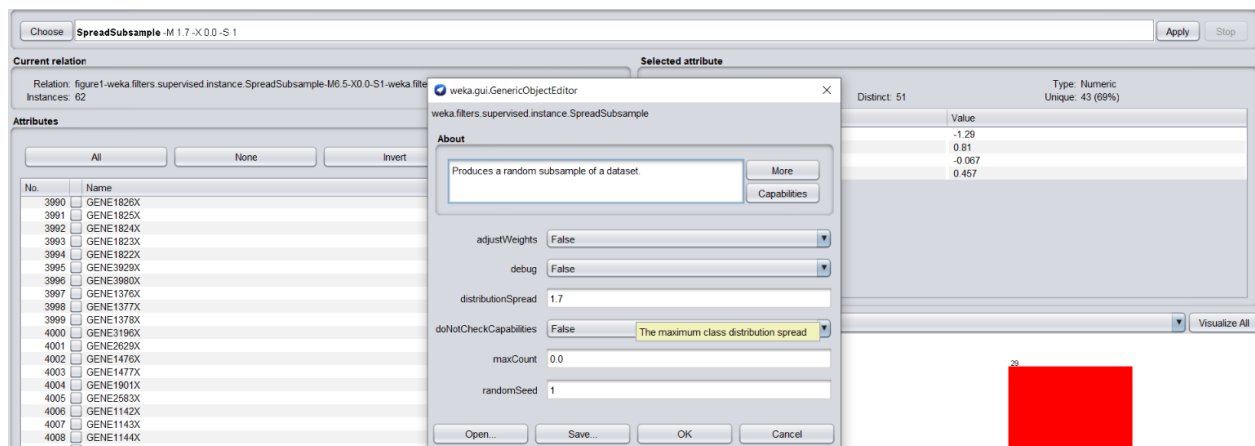 Choose SpreadSubsample -M 1.7 -X 0.0 -S 1 Apply Stop
Current relation
Relation: figure1-weka.filters.supervised.instance.SpreadSubsample-M6.5-X0.0-S1-weka.filte
Instances: 62
Attributes
All None Invert
No. Name
3990 GENE1826X
3991 GENE1825X
3992 GENE1824X
3993 GENE1823X
3994 GENE1822X
3995 GENE3929X
3996 GENE3980X
3997 GENE1376X
3998 GENE1377X
3999 GENE1378X
4000 GENE3196X
4001 GENE2629X
4002 GENE1476X
4003 GENE1477X
4004 GENE1901X
4005 GENE2583X
4006 GENE1142X
4007 GENE1143X
4008 GENE1144X
weka.gui.GenericObjectEditor
weka.filters.supervised.instance.SpreadSubsample
About
Produces a random subsample of a dataset.
More
Capabilities
adjustWeights False
debug False
distributionSpread 1.7
doNotCheckCapabilities False
The maximum class distribution spread
maxCount 0.0
randomSeed 1
Open... Save... OK Cancel
Selected attribute
Type: Numeric
Distinct: 51 Unique: 43 (69%)
Value
-1.29
0.81
-0.067
0.457
Visualize All
29